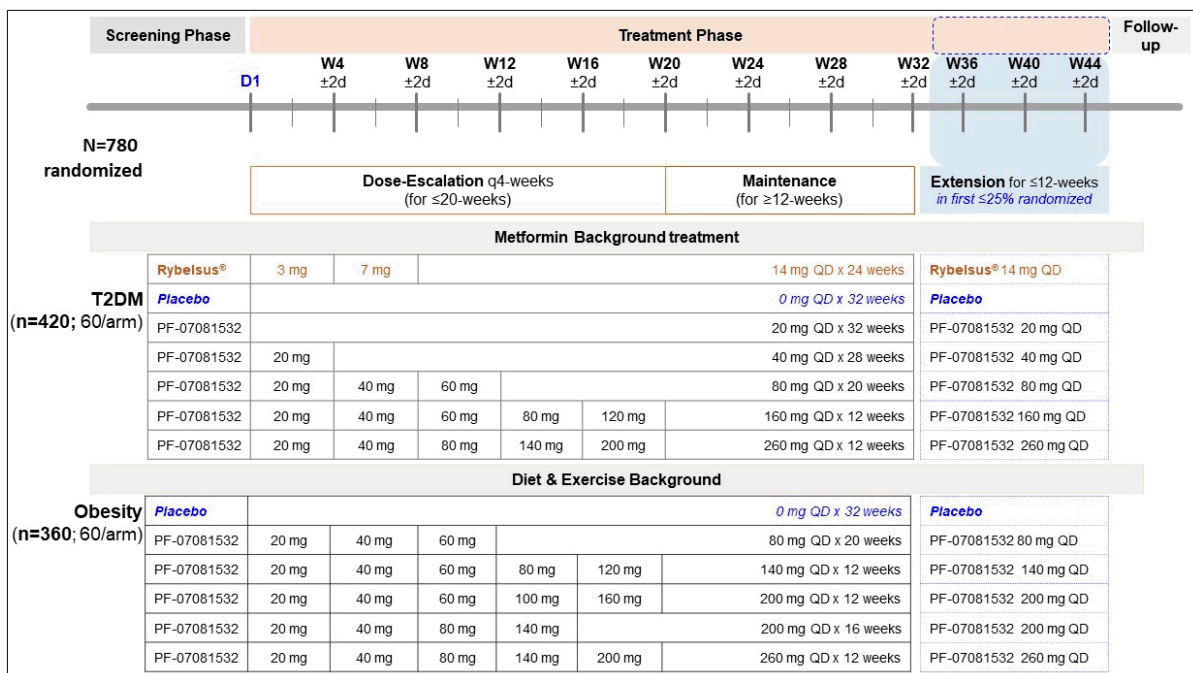 Screening Phase
Treatment Phase
Follow-
up
D1
W4
±2d
W8
±2d
W12
±2d
W16
±2d
W20
±2d
W24
±2d
W28
±2d
W32
±2d
W36
±2d
W40
±2d
W44
±2d
N=780
randomized
Dose-Escalation q4-weeks
(for ≤20-weeks)
Maintenance
(for ≥12-weeks)
Extension for ≤12-weeks
in first ≤25% randomized
Metformin Background treatment
T2DM
(n=420; 60/arm)
Rybelsus® 3 mg 7 mg 14 mg QD x 24 weeks Rybelsus® 14 mg QD
Placebo 0 mg QD x 32 weeks Placebo
PF-07081532 20 mg QD x 32 weeks PF-07081532 20 mg QD
PF-07081532 20 mg 40 mg QD x 28 weeks PF-07081532 40 mg QD
PF-07081532 20 mg 40 mg 60 mg 80 mg QD x 20 weeks PF-07081532 80 mg QD
PF-07081532 20 mg 40 mg 60 mg 80 mg 120 mg 160 mg QD x 12 weeks PF-07081532 160 mg QD
PF-07081532 20 mg 40 mg 80 mg 140 mg 200 mg 260 mg QD x 12 weeks PF-07081532 260 mg QD
Diet & Exercise Background
Obesity
(n=360; 60/arm)
Placebo 0 mg QD x 32 weeks Placebo
PF-07081532 20 mg 40 mg 60 mg 80 mg QD x 20 weeks PF-07081532 80 mg QD
PF-07081532 20 mg 40 mg 60 mg 80 mg 120 mg 140 mg QD x 12 weeks PF-07081532 140 mg QD
PF-07081532 20 mg 40 mg 60 mg 100 mg 160 mg 200 mg QD x 12 weeks PF-07081532 200 mg QD
PF-07081532 20 mg 40 mg 80 mg 140 mg 200 mg QD x 16 weeks PF-07081532 200 mg QD
PF-07081532 20 mg 40 mg 80 mg 140 mg 200 mg 260 mg QD x 12 weeks PF-07081532 260 mg QD